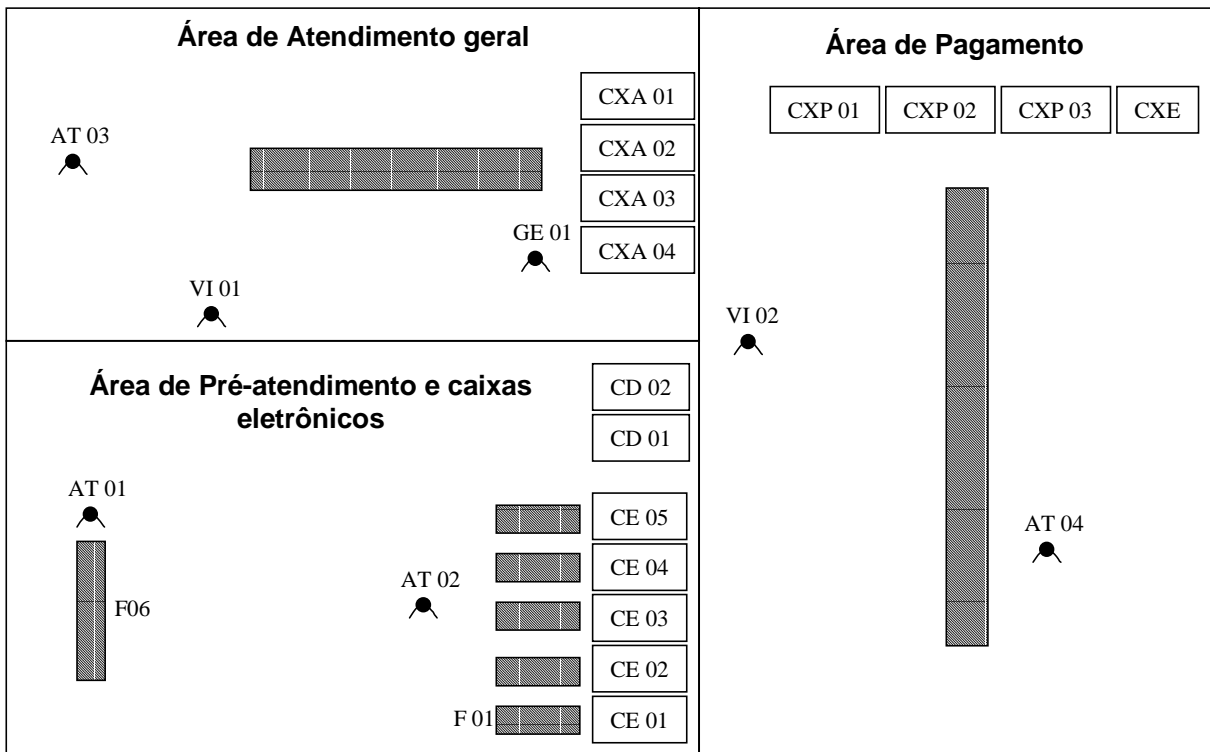 Área de Atendimento geral
CXA 01
AT 03
CXA 02
CXA 03
GE 01
CXA 04
VI 01
Área de Pré-atendimento e caixas
eletrônicos
CD 02
CD 01
AT 01
CE 05
AT 02
CE 04
F06
CE 03
CE 02
F 01
CE 01
Área de Pagamento
CXP 01
CXP 02
CXP 03
CXE
VI 02
AT 04